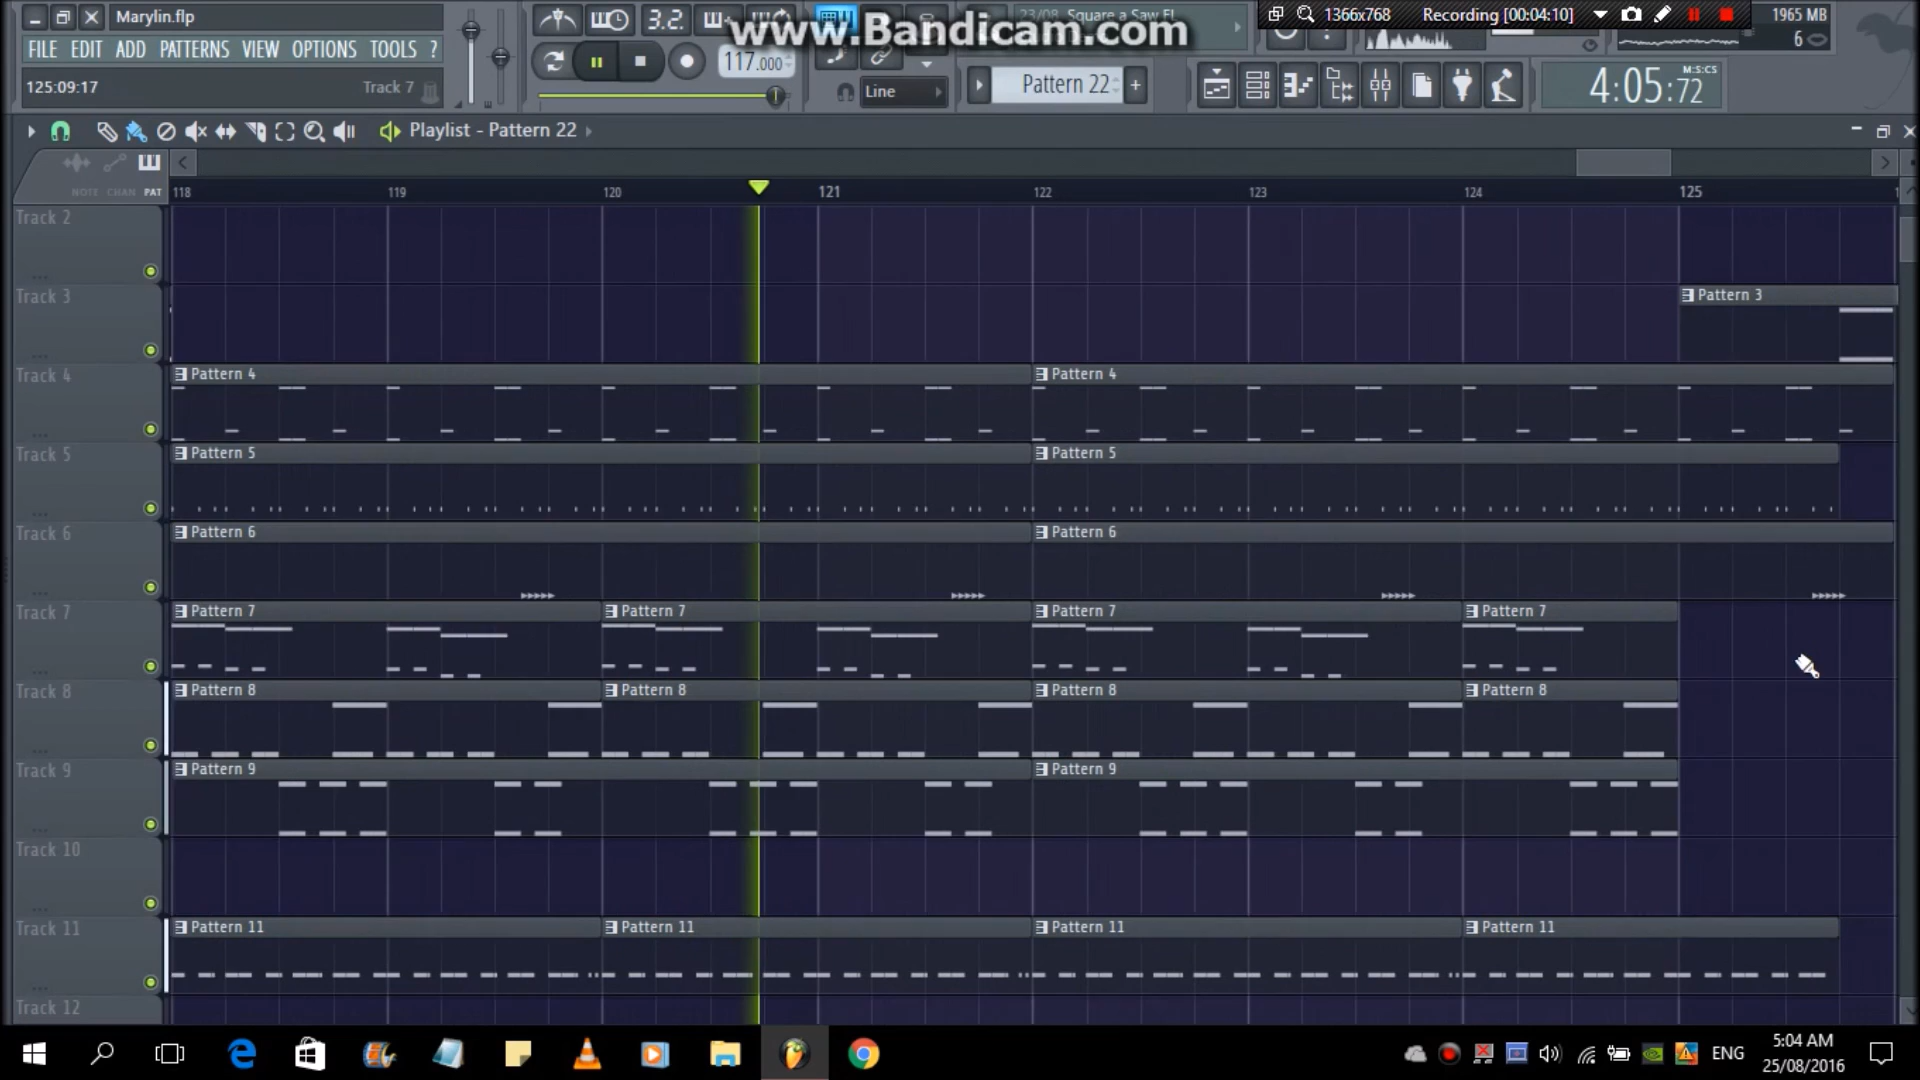 Marylin.flp
FILE EDIT ADD PATTERNS VIEW OPTIONS TOOLS ?
125:09:17 Track 7
3.2.
117.000
Line
www.Bandicam.com
Pattern 22
+
1366x768 Recording [00:04:10]
1965 MB
6
4:05:72
M:S:CS
Playlist - Pattern 22
NOTE CHAN PAT
118 119 120 121 122 123 124 125
Track 2
Track 3
Pattern 3
Track 4
Pattern 4 Pattern 4
Track 5
Pattern 5 Pattern 5
Track 6
Pattern 6 Pattern 6
Track 7
Pattern 7 Pattern 7 Pattern 7 Pattern 7
Track 8
Pattern 8 Pattern 8 Pattern 8 Pattern 8
Track 9
Pattern 9 Pattern 9
Track 10
Track 11
Pattern 11 Pattern 11 Pattern 11 Pattern 11
Track 12
ENG
5:04 AM
25/08/2016